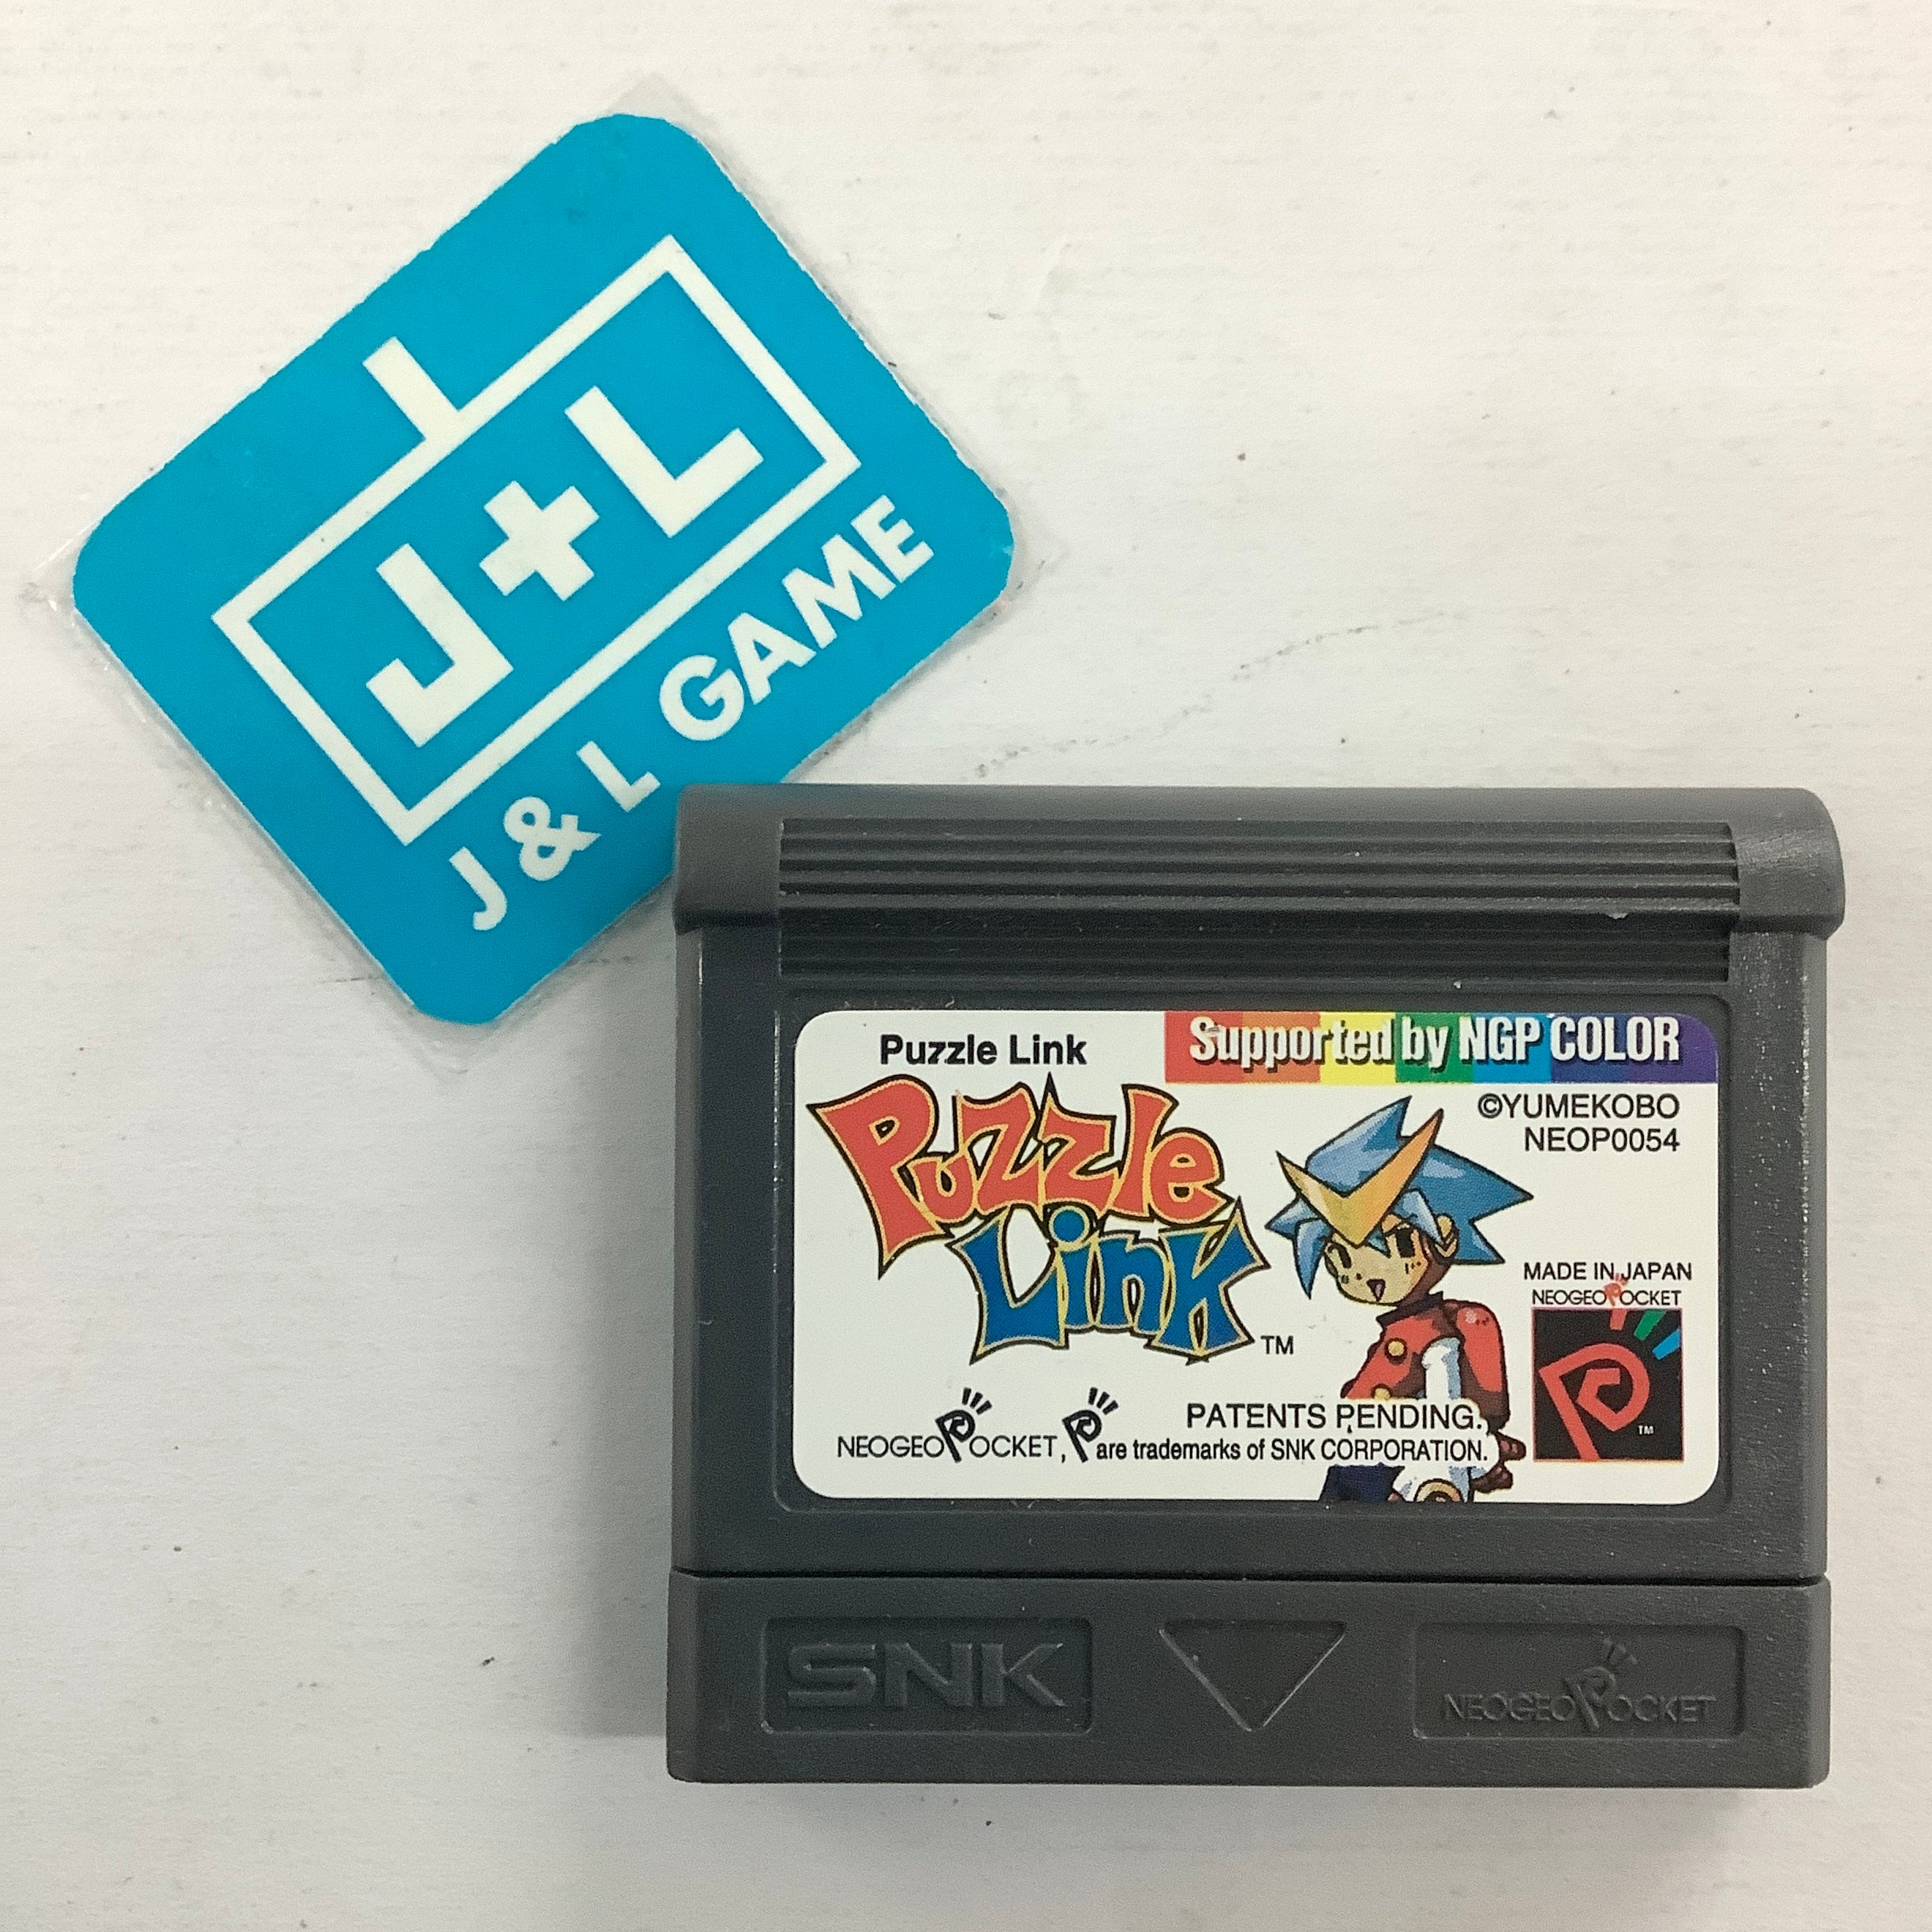 J+L
J & L GAME
Puzzle Link
Supported by NGP COLOR
©YUMEKOBO
NEOP0054
Puzzle
Link
TM
MADE IN JAPAN
NEOGEO POCKET
P
TM
PATENTS PENDING.
NEOGEO POCKET, P are trademarks of SNK CORPORATION.
SNK
NEOGEO POCKET